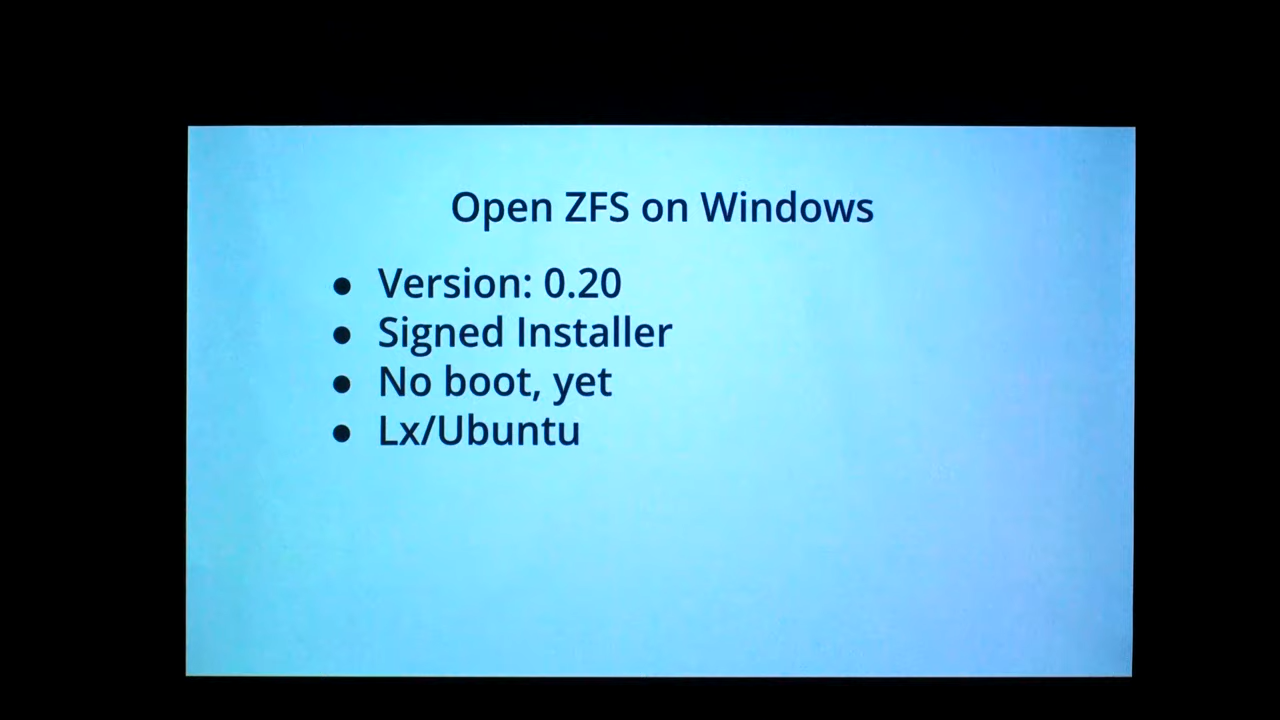 Open ZFS on Windows
● Version: 0.20
● Signed Installer
● No boot, yet
● Lx/Ubuntu